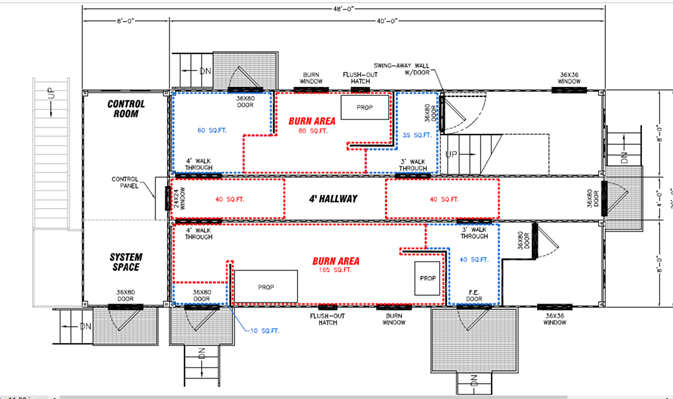 48'-0"
8'-0"
40'-0"
DN
SWING-AWAY WALL
W/DOOR
BURN
WINDOW
FLUSH-OUT
HATCH
36X36
WINDOW
UP
CONTROL
ROOM
36X80
DOOR
BURN AREA
80 SQ.FT.
PROP
60 SQ.FT.
35 SQ.FT.
36X80
DOOR
DN
8'-0"
UP
4' WALK
THROUGH
3' WALK
THROUGH
CONTROL
PANEL
24X24
WINDOW
40 SQ.FT.
4' HALLWAY
40 SQ.FT.
36X80
DOOR
4'-0"
4' WALK
THROUGH
3' WALK
THROUGH
36X80
DOOR
SYSTEM
SPACE
BURN AREA
165 SQ.FT.
40 SQ.FT.
8'-0"
PROP
PROP
36X80
DOOR
36X80
DOOR
F.E.
DOOR
10 SQ.FT.
FLUSH-OUT
HATCH
BURN
WINDOW
36X36
WINDOW
DN
DN
DN